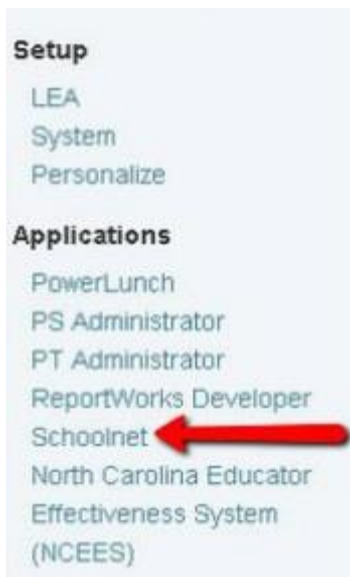 Setup
LEA
System
Personalize
Applications
PowerLunch
PS Administrator
PT Administrator
ReportWorks Developer
Schoolnet
North Carolina Educator
Effectiveness System
(NCEES)